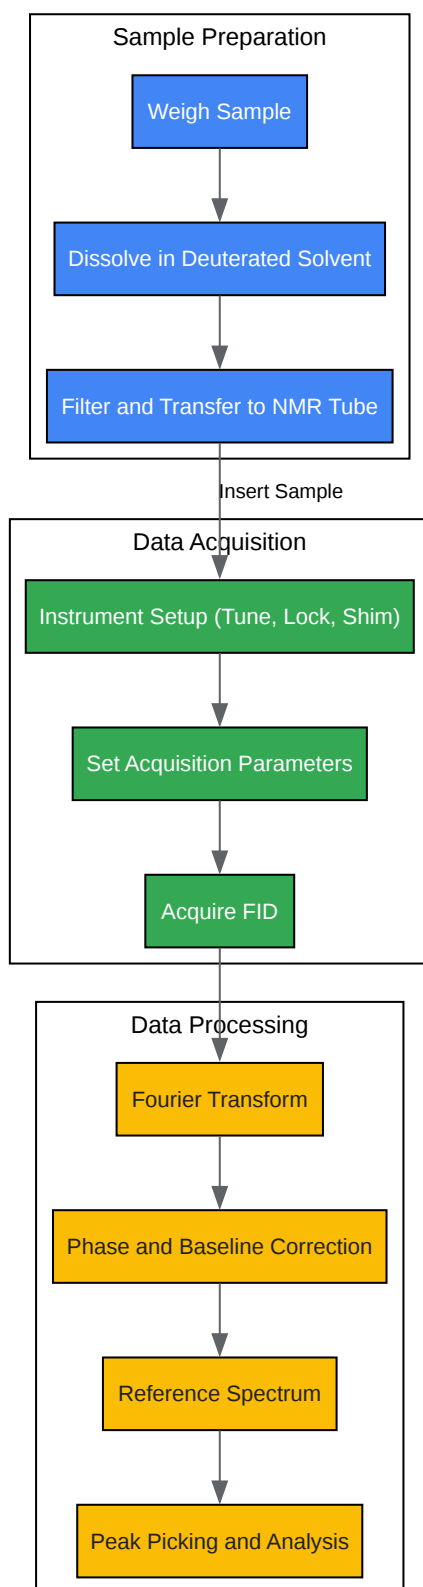 Sample Preparation
Weigh Sample
Dissolve in Deuterated Solvent
Filter and Transfer to NMR Tube
Insert Sample
Data Acquisition
Instrument Setup (Tune, Lock, Shim)
Set Acquisition Parameters
Acquire FID
Data Processing
Fourier Transform
Phase and Baseline Correction
Reference Spectrum
Peak Picking and Analysis